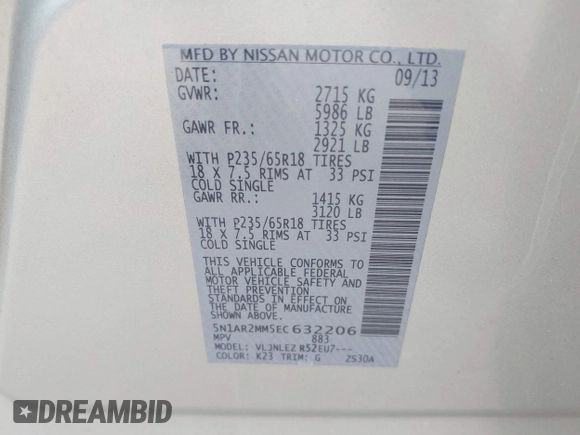 MFD BY NISSAN MOTOR CO., LTD.
DATE: 09/13
GVWR: 2715 KG
5986 LB
GAWR FR.: 1325 KG
2921 LB
WITH P235/65R18 TIRES
18 X 7.5 RIMS AT 33 PSI
COLD SINGLE
GAWR RR.: 1415 KG
3120 LB
WITH P235/65R18 TIRES
18 X 7.5 RIMS AT 33 PSI
COLD SINGLE
THIS VEHICLE CONFORMS TO
ALL APPLICABLE FEDERAL
MOTOR VEHICLE SAFETY AND
THEFT PREVENTION
STANDARDS IN EFFECT ON
THE DATE OF MANUFACTURE
SHOWN ABOVE.
5N1AR2MM5EC632206
MPV 883
MODEL: VLJNLEZ R52EU7---
COLOR: K23 TRIM: G 2S30A
DREAMBID